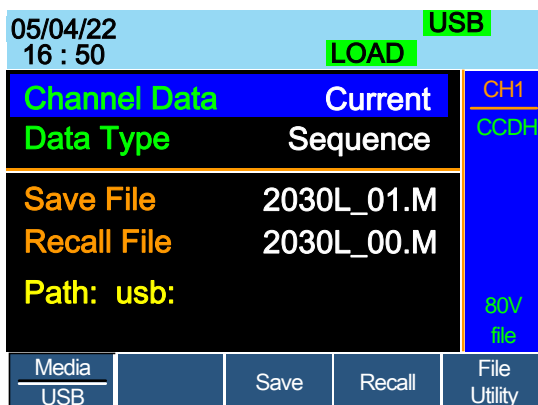 05/04/22 USB
16 : 50 LOAD
Channel Data Current
Data Type Sequence
Save File 2030L_01.M
Recall File 2030L_00.M
Path: usb:
CH1
CCDH
80V
file
Media
USB
Save
Recall
File
Utility